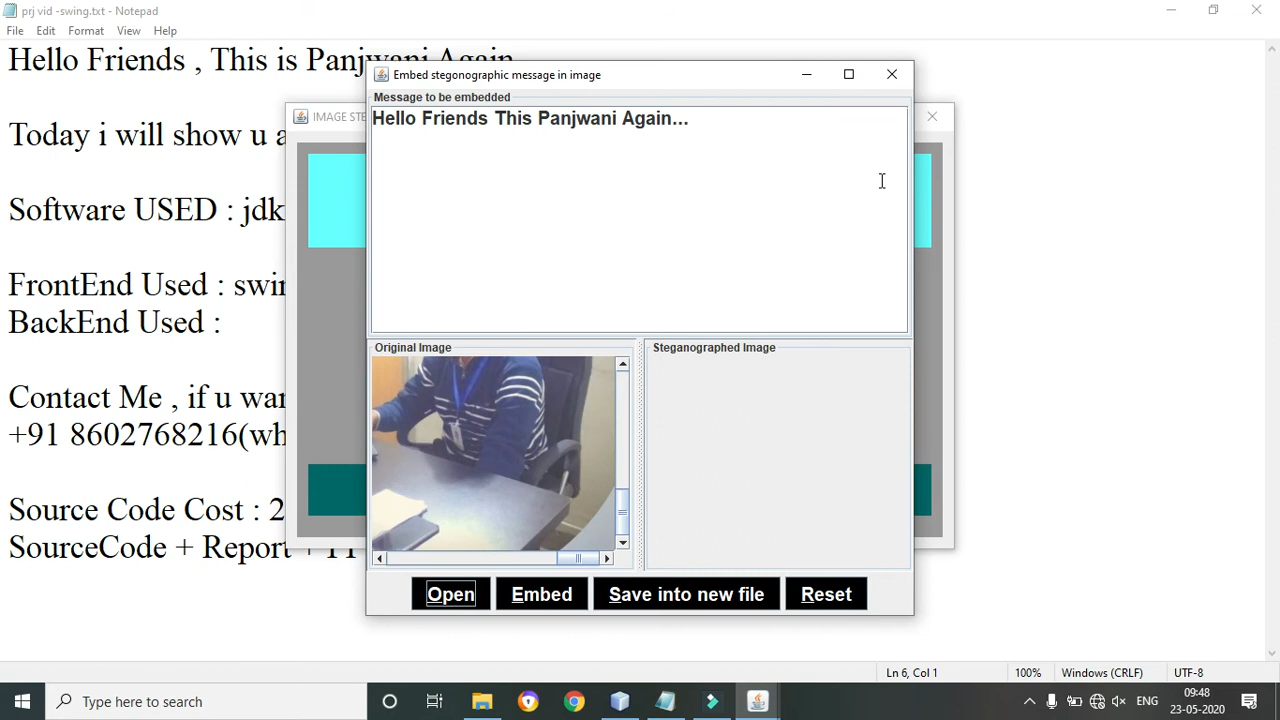 prj vid -swing.txt - Notepad
File Edit Format View Help
Hello Friends , This is Panjwani Again
Today i will show u a
Software USED : jdk
FrontEnd Used : swin
BackEnd Used :
Contact Me , if u wan
+91 8602768216(wh
Source Code Cost : 2
SourceCode + Report +
IMAGE STE
Embed stegonographic message in image
Message to be embedded
Hello Friends This Panjwani Again...
Original Image
Steganographed Image
Open Embed Save into new file Reset
Ln 6, Col 1 100% Windows (CRLF) UTF-8
Type here to search
ENG
09:48
23-05-2020